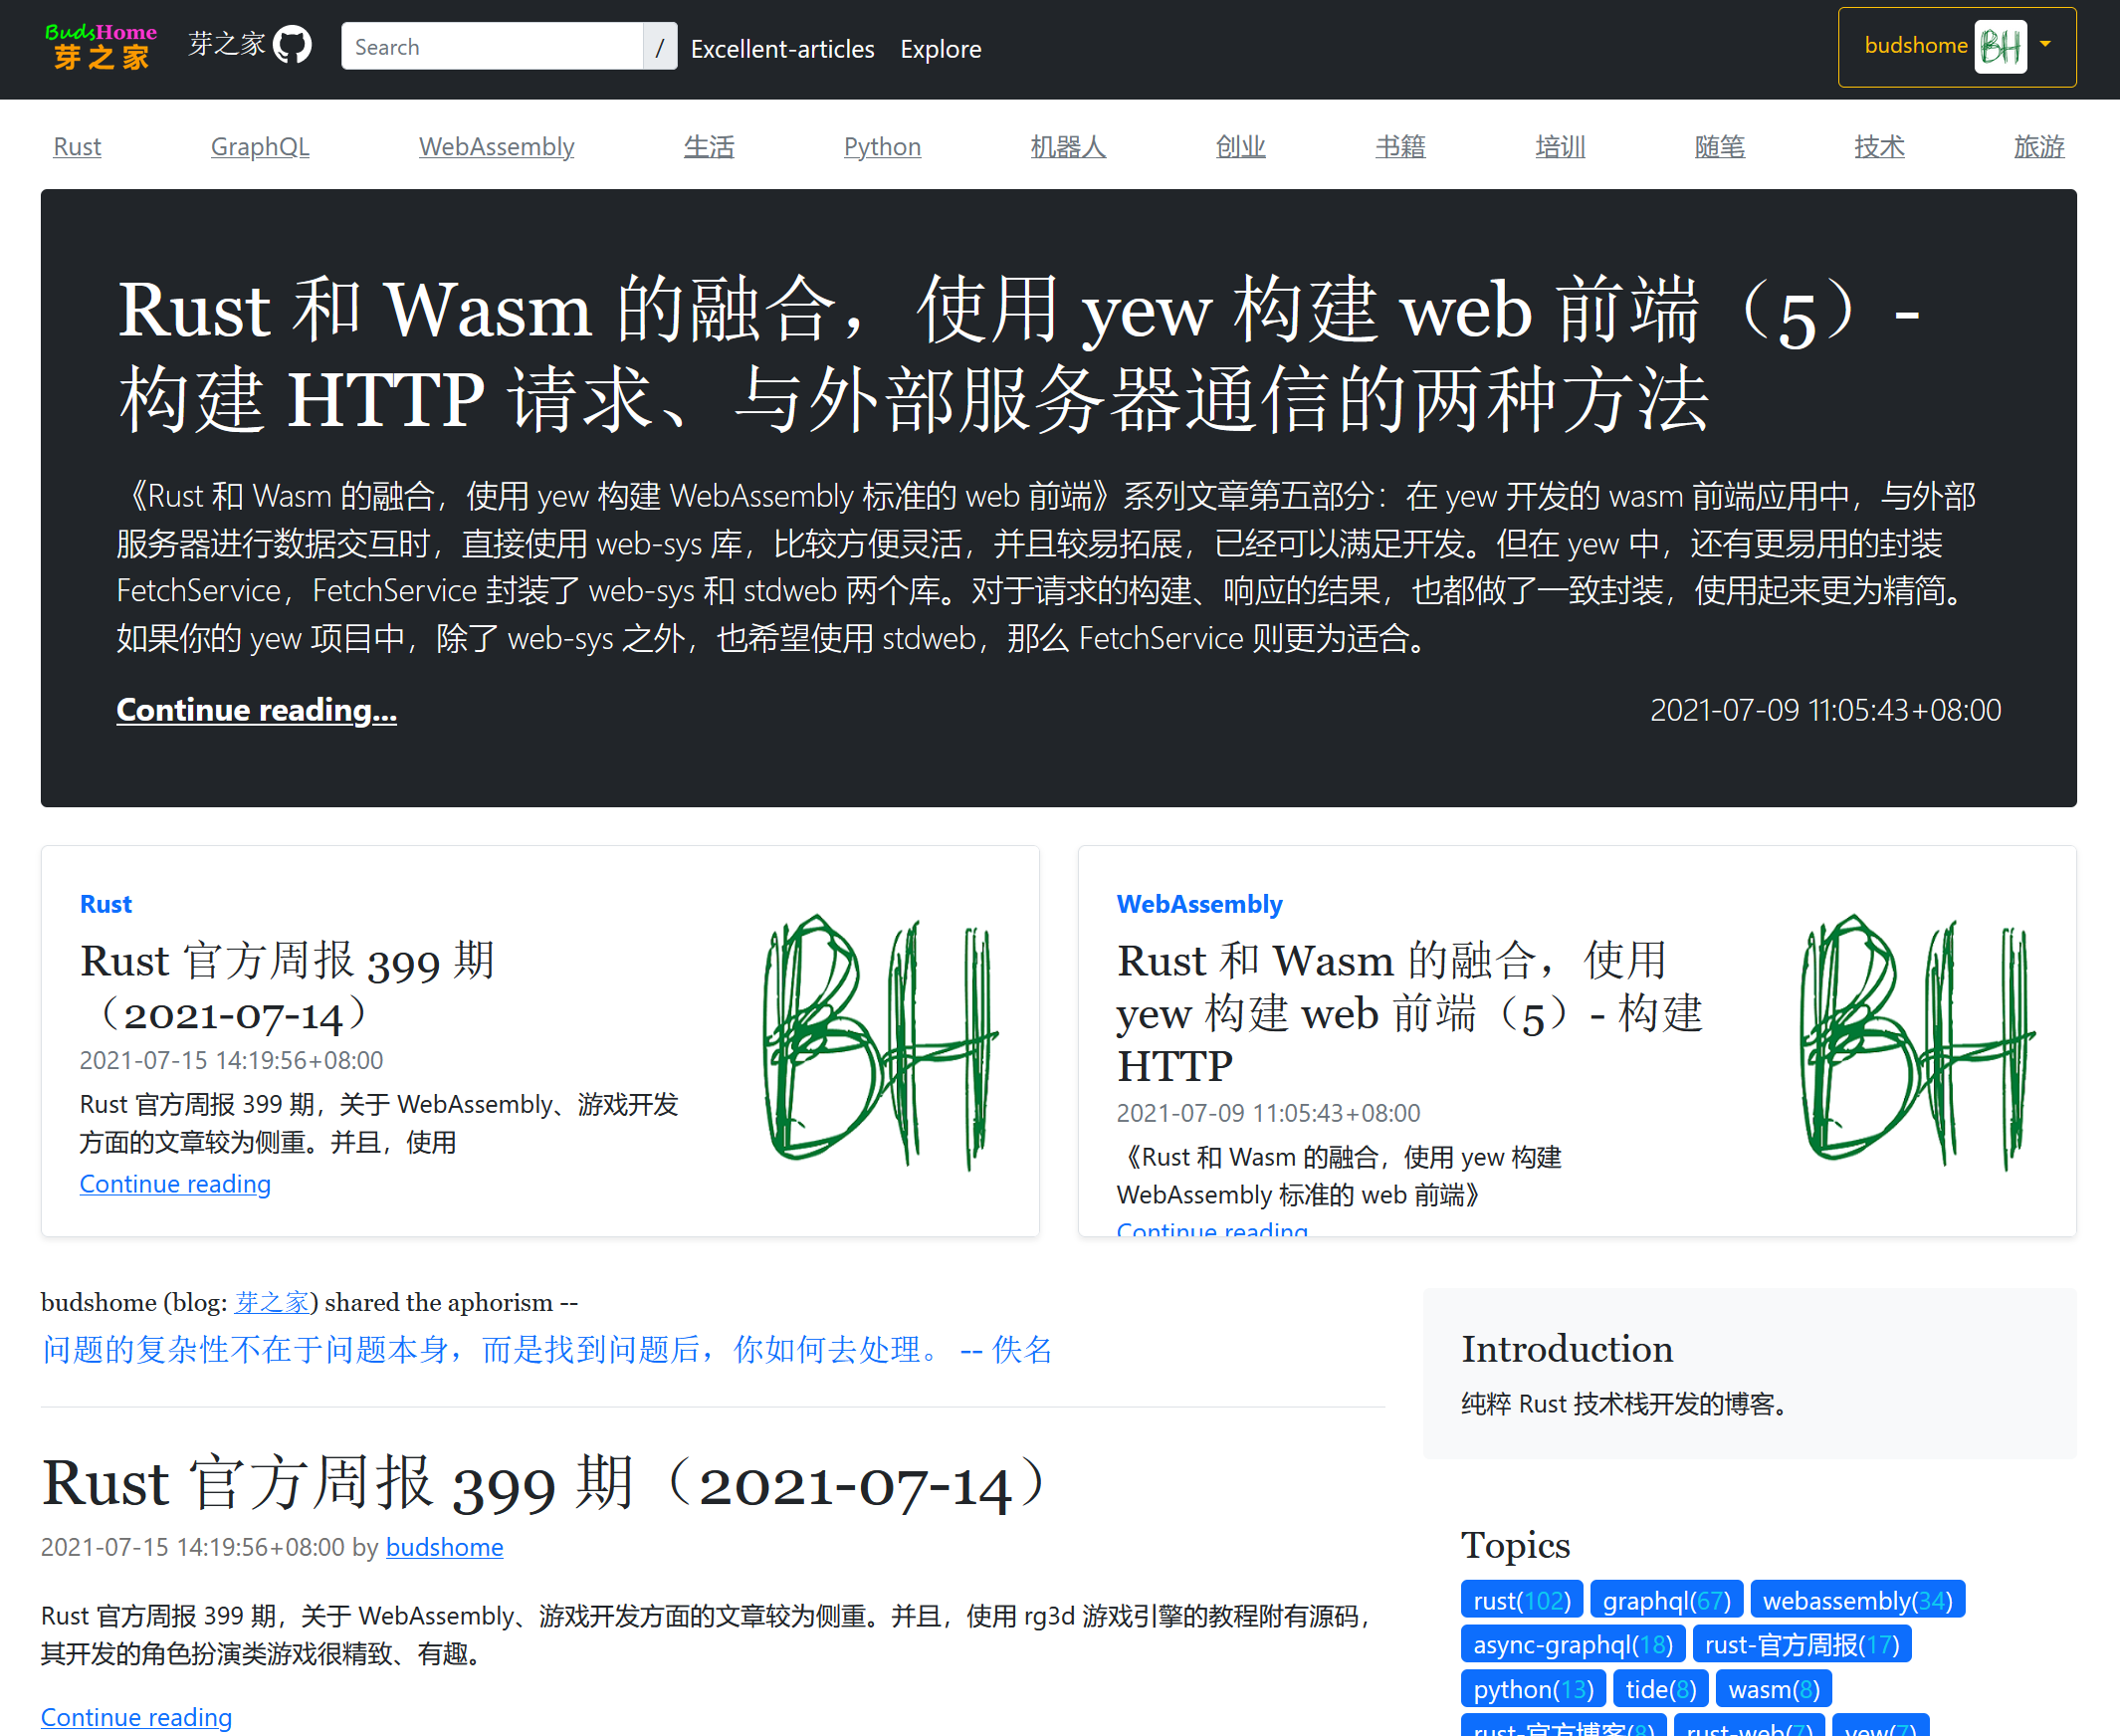 BudsHome
芽之家
芽之家
Search
/
Excellent-articles
Explore
budshome
BH
Rust
GraphQL
WebAssembly
生活
Python
机器人
创业
书籍
培训
随笔
技术
旅游
Rust 和 Wasm 的融合，使用 yew 构建 web 前端（5）-
构建 HTTP 请求、与外部服务器通信的两种方法
《Rust 和 Wasm 的融合，使用 yew 构建 WebAssembly 标准的 web 前端》系列文章第五部分：在 yew 开发的 wasm 前端应用中，与外部
服务器进行数据交互时，直接使用 web-sys 库，比较方便灵活，并且较易拓展，已经可以满足开发。但在 yew 中，还有更易用的封装
FetchService，FetchService 封装了 web-sys 和 stdweb 两个库。对于请求的构建、响应的结果，也都做了一致封装，使用起来更为精简。
如果你的 yew 项目中，除了 web-sys 之外，也希望使用 stdweb，那么 FetchService 则更为适合。
Continue reading...
2021-07-09 11:05:43+08:00
Rust
Rust 官方周报 399 期
（2021-07-14）
2021-07-15 14:19:56+08:00
Rust 官方周报 399 期，关于 WebAssembly、游戏开发
方面的文章较为侧重。并且，使用
Continue reading
BH
WebAssembly
Rust 和 Wasm 的融合，使用
yew 构建 web 前端（5）- 构建
HTTP
2021-07-09 11:05:43+08:00
《Rust 和 Wasm 的融合，使用 yew 构建
WebAssembly 标准的 web 前端》
Continue reading
BH
budshome (blog: 芽之家) shared the aphorism --
问题的复杂性不在于问题本身，而是找到问题后，你如何去处理。 -- 佚名
Rust 官方周报 399 期（2021-07-14）
2021-07-15 14:19:56+08:00 by budshome
Rust 官方周报 399 期，关于 WebAssembly、游戏开发方面的文章较为侧重。并且，使用 rg3d 游戏引擎的教程附有源码，
其开发的角色扮演类游戏很精致、有趣。
Continue reading
Introduction
纯粹 Rust 技术栈开发的博客。
Topics
rust(102) graphql(67) webassembly(34)
async-graphql(18) rust-官方周报(17)
python(13) tide(8) wasm(8)
rust-官方博客(8) rust-web(7) yew(7)